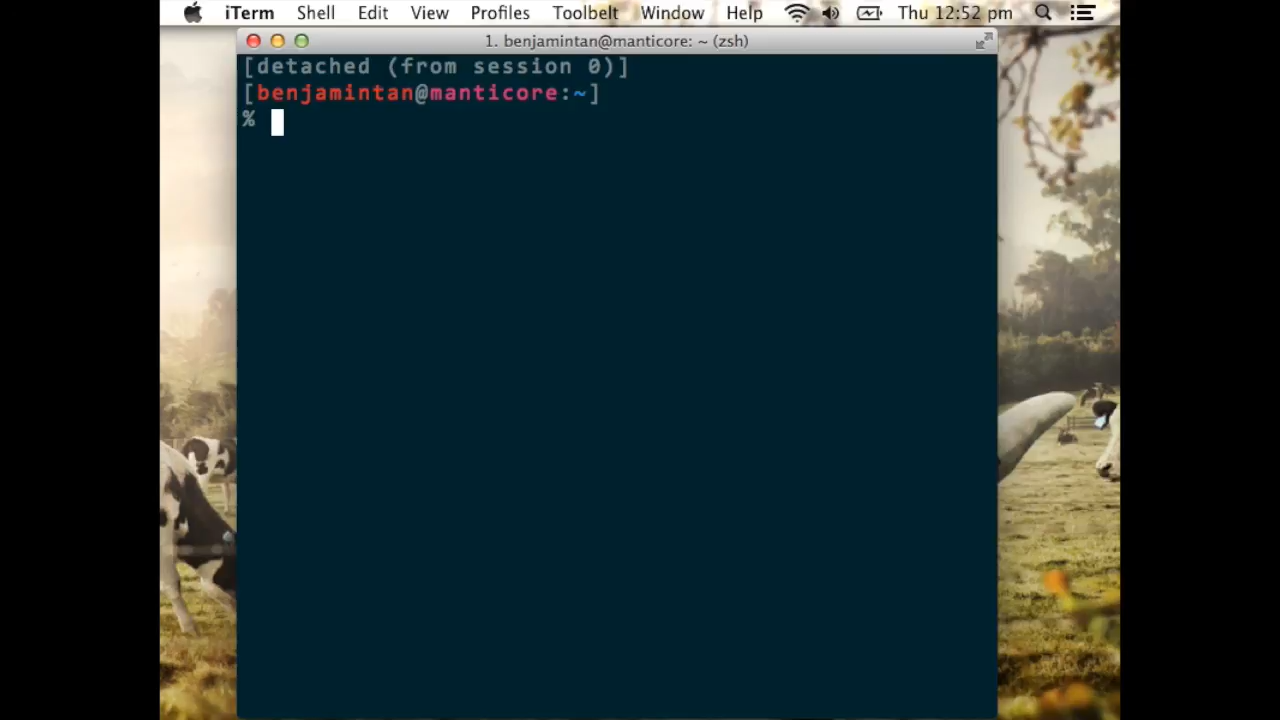 iTerm Shell Edit View Profiles Toolbelt Window Help Thu 12:52 pm
1. benjamintan@manticore: ~ (zsh)
[detached (from session 0)]
[benjamintan@manticore:~]
%